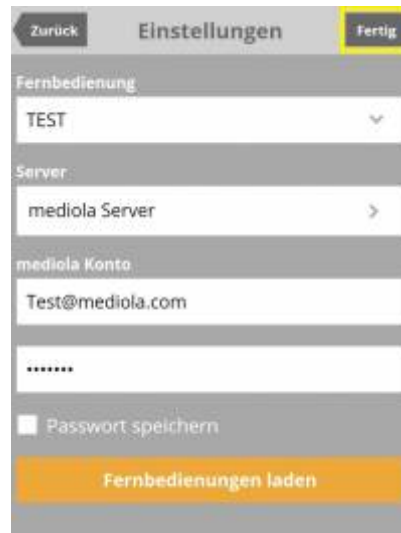 Zurück Einstellungen Fertig
Fernbedienung
TEST
Server
mediola Server
mediola Konto
Test@mediola.com
•••••••
Passwort speichern
Fernbedienungen laden